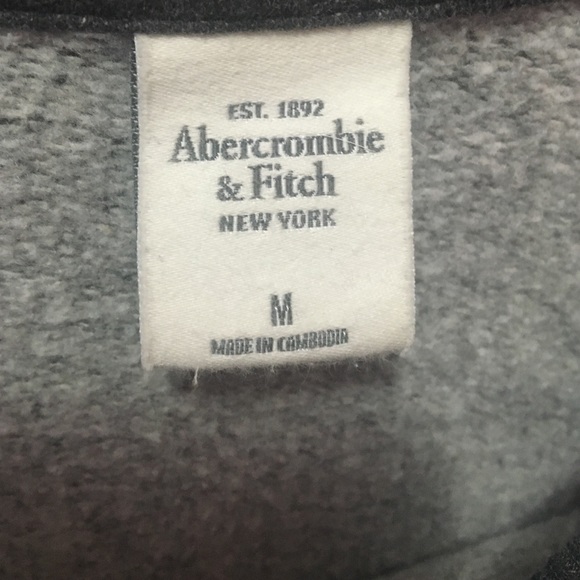 EST. 1892
Abercrombie
& Fitch
NEW YORK
M
MADE IN CAMBODIA